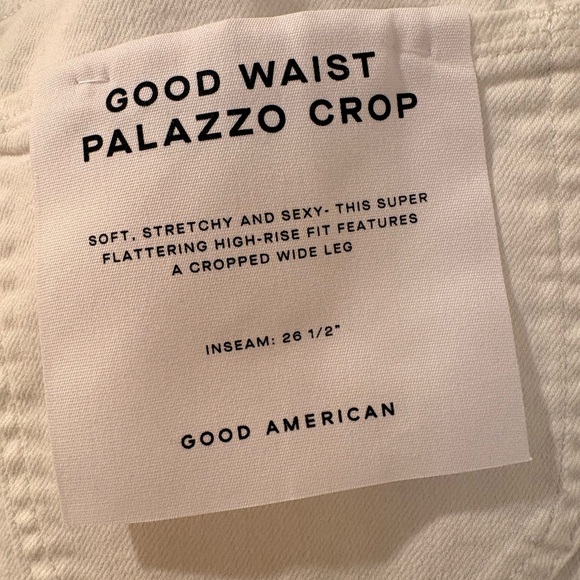 GOOD WAIST
PALAZZO CROP
SOFT, STRETCHY AND SEXY- THIS SUPER
FLATTERING HIGH-RISE FIT FEATURES
A CROPPED WIDE LEG
INSEAM: 26 1/2"
GOOD AMERICAN